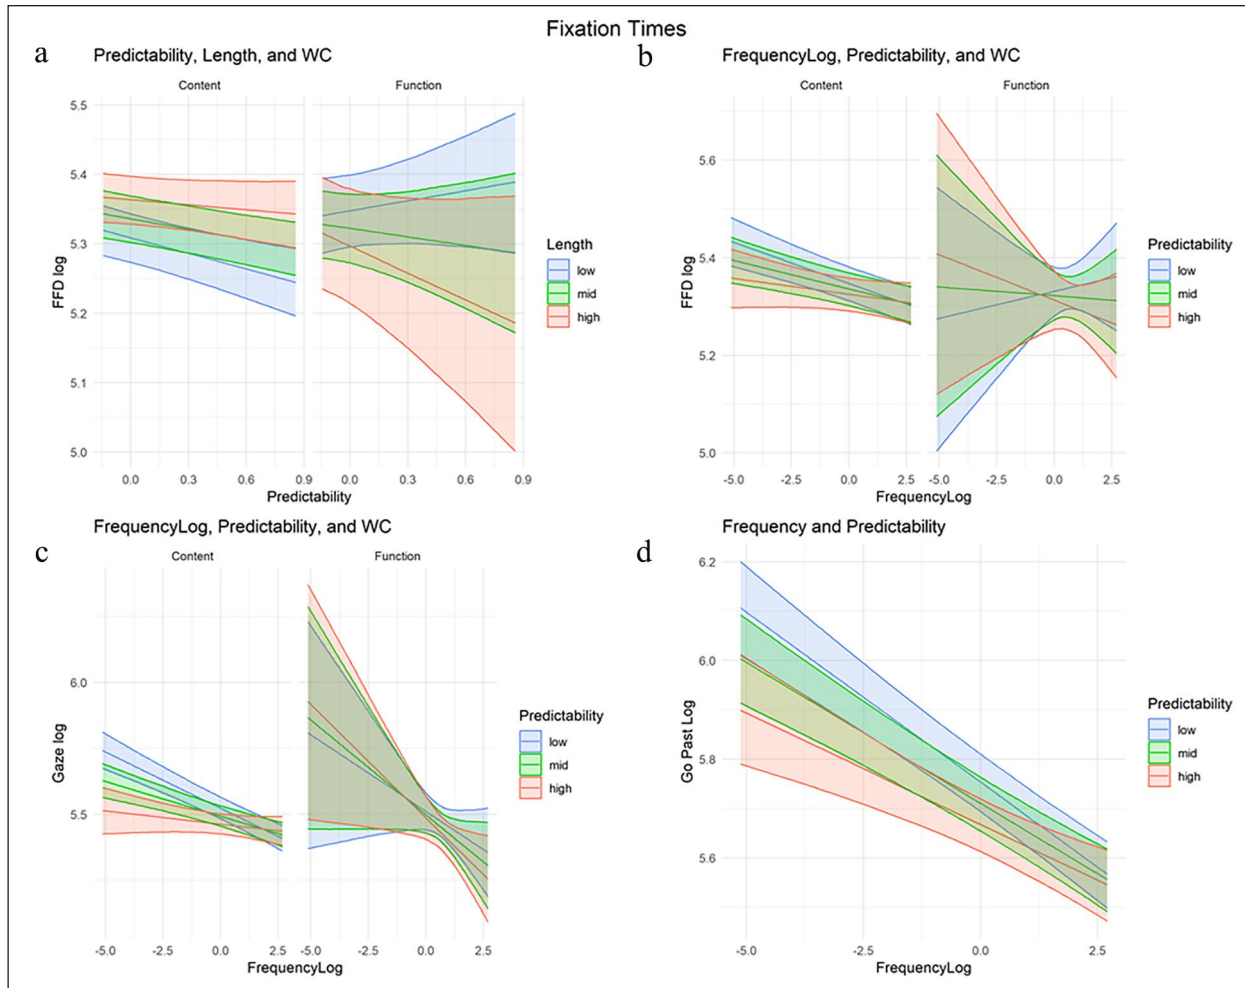 Fixation Times
a
Predictability, Length, and WC
Content
Function
FFD log
5.5
5.4
5.3
5.2
5.1
5.0
0.0
0.3
0.6
0.9
0.0
0.3
0.6
0.9
Predictability
Length
low
mid
high
b
FrequencyLog, Predictability, and WC
Content
Function
FFD log
5.6
5.4
5.2
5.0
-5.0
-2.5
0.0
2.5
-5.0
-2.5
0.0
2.5
FrequencyLog
Predictability
low
mid
high
c
FrequencyLog, Predictability, and WC
Content
Function
Gaze log
6.0
5.5
-5.0
-2.5
0.0
2.5
-5.0
-2.5
0.0
2.5
FrequencyLog
Predictability
low
mid
high
d
Frequency and Predictability
Go Past Log
6.2
6.0
5.8
5.6
-5.0
-2.5
0.0
2.5
FrequencyLog
Predictability
low
mid
high